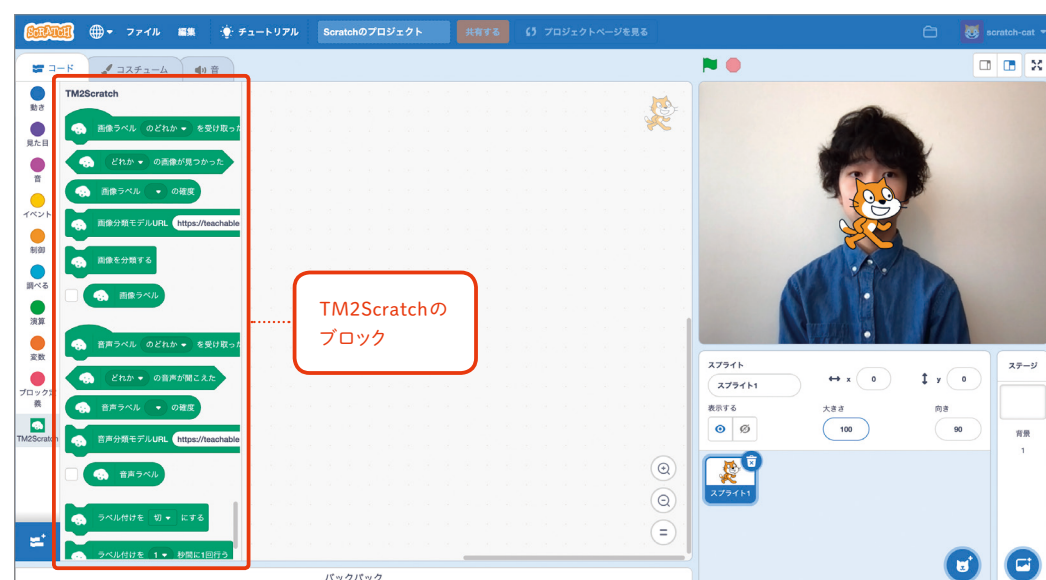 SCRATCH
ファイル
編集
チュートリアル
Scratchのプロジェクト
共有する
プロジェクトページを見る
scratch-cat
コード
コスチューム
音
動き
見た目
音
イベント
制御
調べる
演算
変数
ブロック定
義
TM2Scratch
TM2Scratch
画像ラベル のどれか を受け取った
どれか の画像が見つかった
画像ラベル の確度
画像分類モデルURL https://teachable
画像を分類する
画像ラベル
音声ラベル のどれか を受け取った
どれか の音声が聞こえた
音声ラベル の確度
音声分類モデルURL https://teachable
音声ラベル
ラベル付けを 切 にする
ラベル付けを 1 秒間に1回行う
TM2Scratchの
ブロック
バックパック
スプライト
スプライト1
x 0
y 0
表示する
大きさ
100
向き
90
スプライト1
ステージ
背景
1